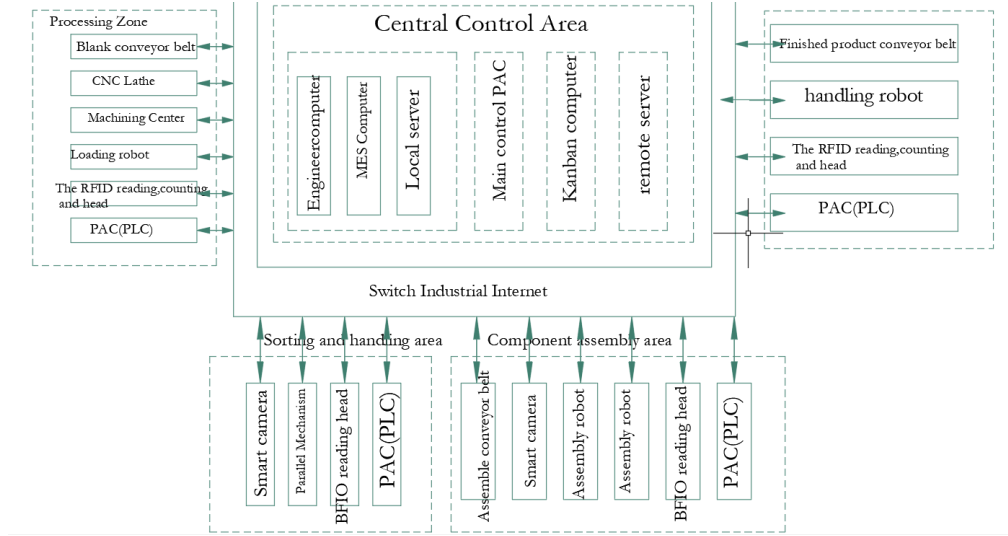 Processing Zone
Blank conveyor belt
CNC Lathe
Machining Center
Loading robot
The RFID reading,counting
and head
PAC(PLC)
Central Control Area
Engineercomputer
MES Computer
Local server
Main control PAC
Kanban computer
remote server
Finished product conveyor belt
handling robot
The RFID reading,counting
and head
PAC(PLC)
Switch Industrial Internet
Sorting and handing area
Smart camera
Parallel Mechanism
BFIO reading head
PAC(PLC)
Component assembly area
Assemble conveyor belt
Smart camera
Assembly robot
Assembly robot
BFIO reading head
PAC(PLC)